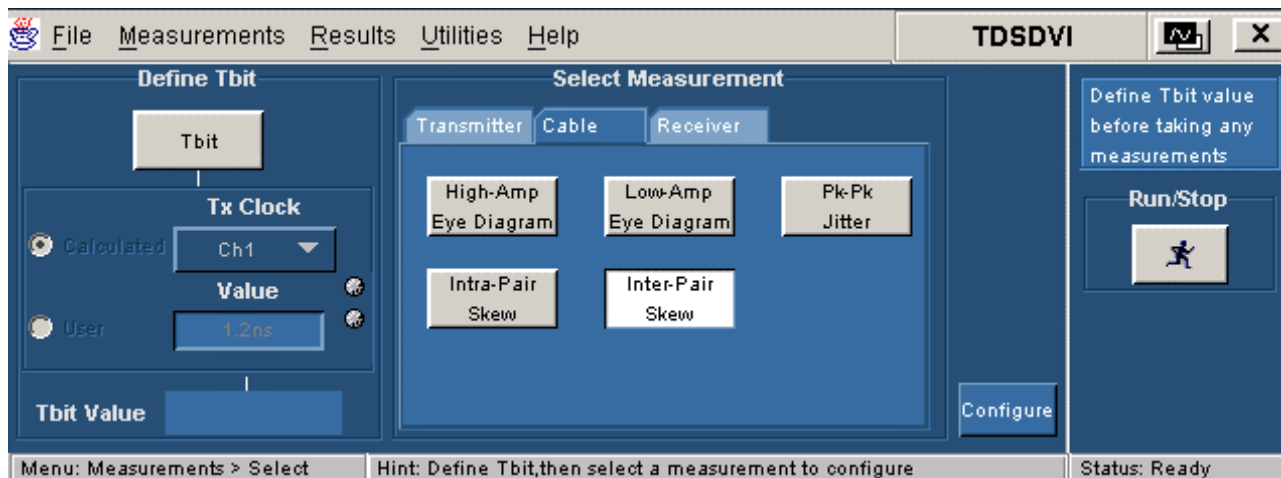 File Measurements Results Utilities Help TDSDVI X
Define Tbit
Tbit
Tx Clock
Calculated Ch1
Value
User 1.2ns
Tbit Value
Select Measurement
Transmitter Cable Receiver
High-Amp
Eye Diagram
Low-Amp
Eye Diagram
Pk-Pk
Jitter
Intra-Pair
Skew
Inter-Pair
Skew
Configure
Define Tbit value
before taking any
measurements
Run/Stop
Menu: Measurements > Select Hint: Define Tbit,then select a measurement to configure Status: Ready